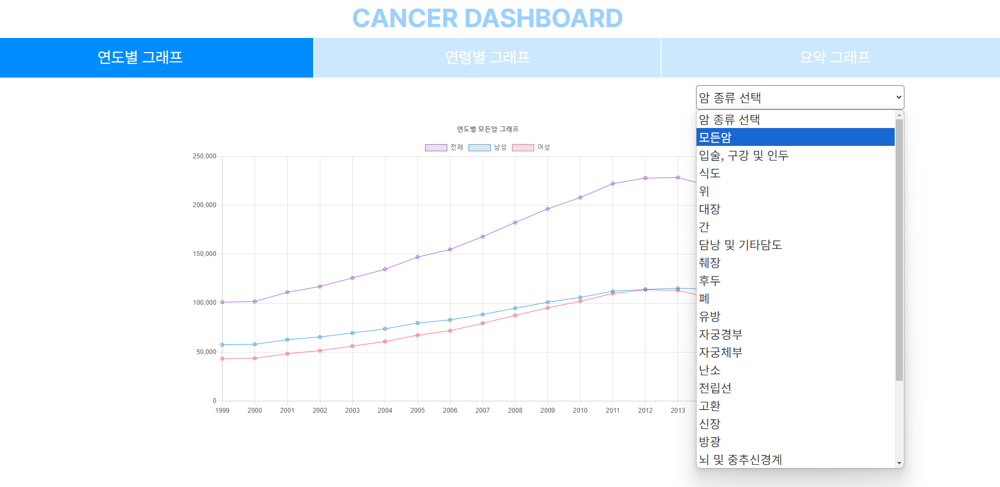 CANCER DASHBOARD
연도별 그래프 연령별 그래프 요약 그래프
암 종류 선택
연도별 모든암 그래프
전체 남성 여성
250,000
200,000
150,000
100,000
50,000
0
1999 2000 2001 2002 2003 2004 2005 2006 2007 2008 2009 2010 2011 2012 2013
암 종류 선택
모든암
입술, 구강 및 인두
식도
위
대장
간
담낭 및 기타담도
췌장
후두
폐
유방
자궁경부
자궁체부
난소
전립선
고환
신장
방광
뇌 및 중추신경계